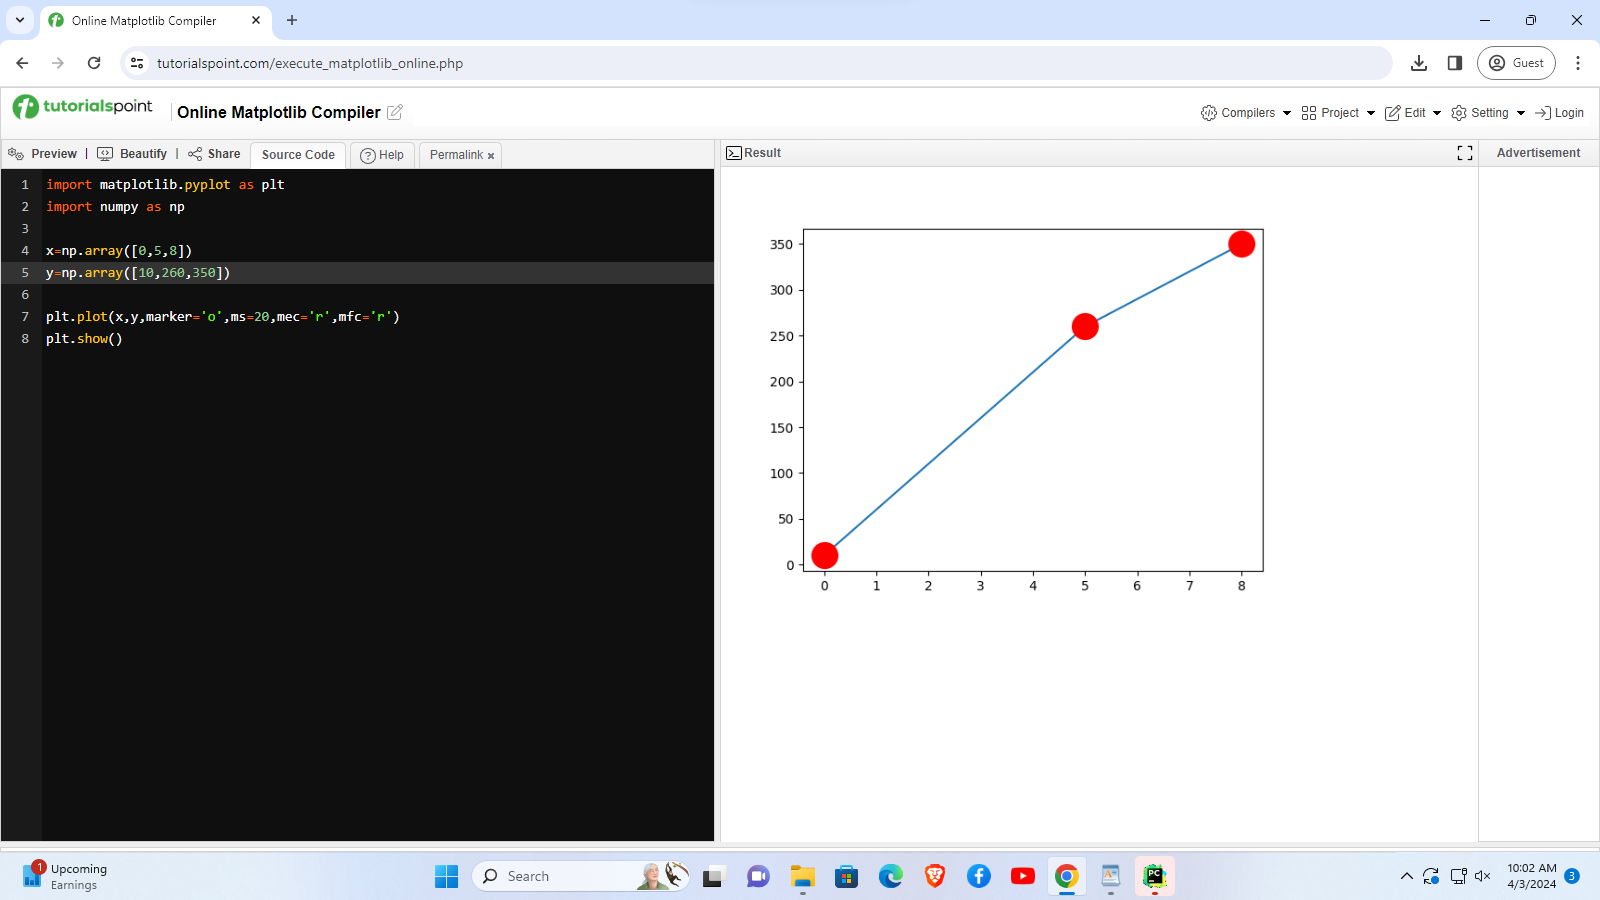 Online Matplotlib Compiler
tutorialspoint.com/execute_matplotlib_online.php
Guest
tutorialspoint
Online Matplotlib Compiler
Compilers
Project
Edit
Setting
Login
Preview
Beautify
Share
Source Code
Help
Permalink x
1 import matplotlib.pyplot as plt
2 import numpy as np
3
4 x=np.array([0,5,8])
5 y=np.array([10,260,350])
6
7 plt.plot(x,y,marker='o',ms=20,mec='r',mfc='r')
8 plt.show()
Result
Advertisement
350
300
250
200
150
100
50
0
0 1 2 3 4 5 6 7 8
1
Upcoming
Earnings
Search
PC
10:02 AM
4/3/2024
3